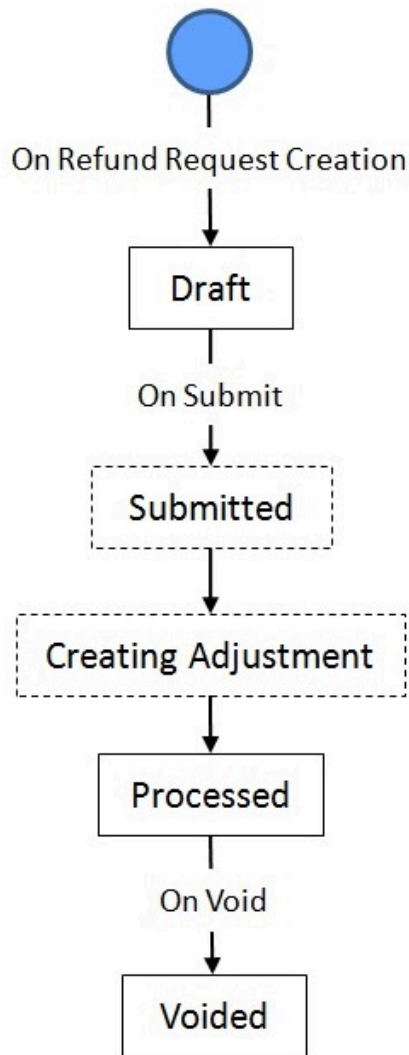 On Refund Request Creation
Draft
On Submit
Submitted
Creating Adjustment
Processed
On Void
Voided